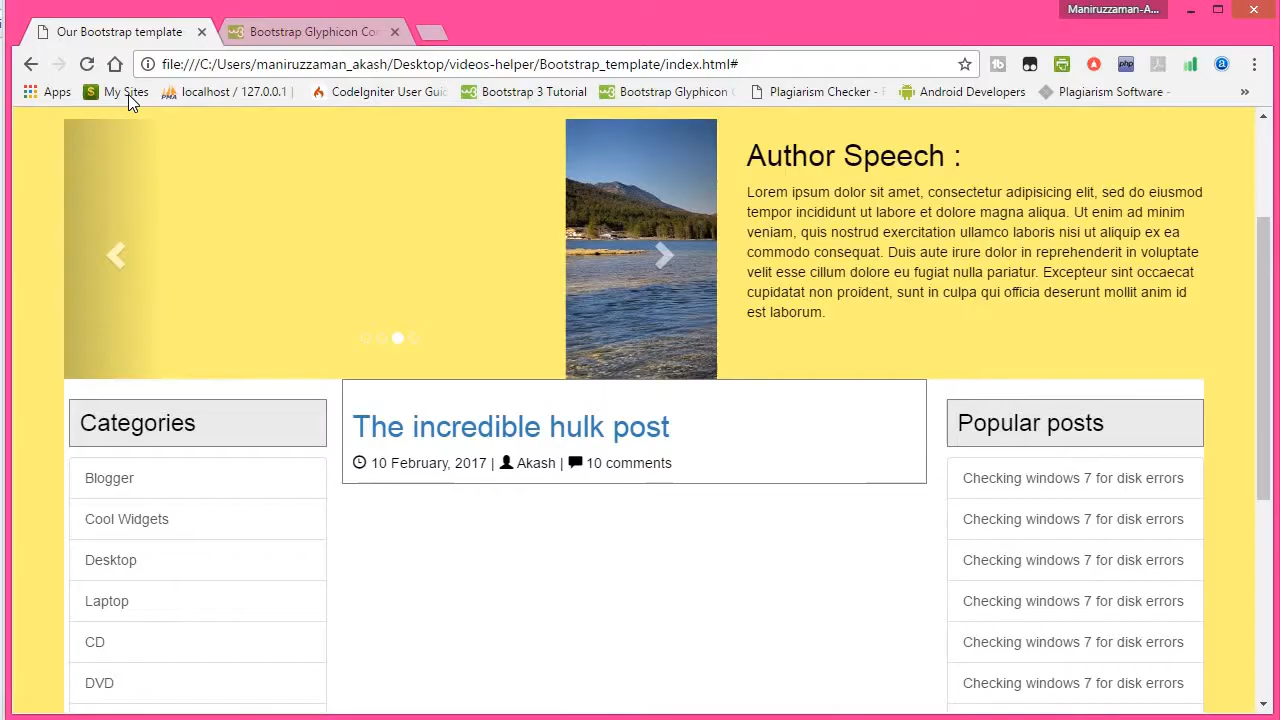 Maniruzzaman-A...
Our Bootstrap template
Bootstrap Glyphicon Co
file:///C:/Users/maniruzzaman_akash/Desktop/videos-helper/Bootstrap_template/index.html#
Apps My Sites localhost / 127.0.0.1 | CodeIgniter User Gui Bootstrap 3 Tutorial Bootstrap Glyphicon Plagiarism Checker - Android Developers Plagiarism Software - »
Author Speech :
Lorem ipsum dolor sit amet, consectetur adipisicing elit, sed do eiusmod
tempor incididunt ut labore et dolore magna aliqua. Ut enim ad minim
veniam, quis nostrud exercitation ullamco laboris nisi ut aliquip ex ea
commodo consequat. Duis aute irure dolor in reprehenderit in voluptate
velit esse cillum dolore eu fugiat nulla pariatur. Excepteur sint occaecat
cupidatat non proident, sunt in culpa qui officia deserunt mollit anim id
est laborum.
Categories
Blogger
Cool Widgets
Desktop
Laptop
CD
DVD
The incredible hulk post
10 February, 2017 | Akash | 10 comments
Popular posts
Checking windows 7 for disk errors
Checking windows 7 for disk errors
Checking windows 7 for disk errors
Checking windows 7 for disk errors
Checking windows 7 for disk errors
Checking windows 7 for disk errors